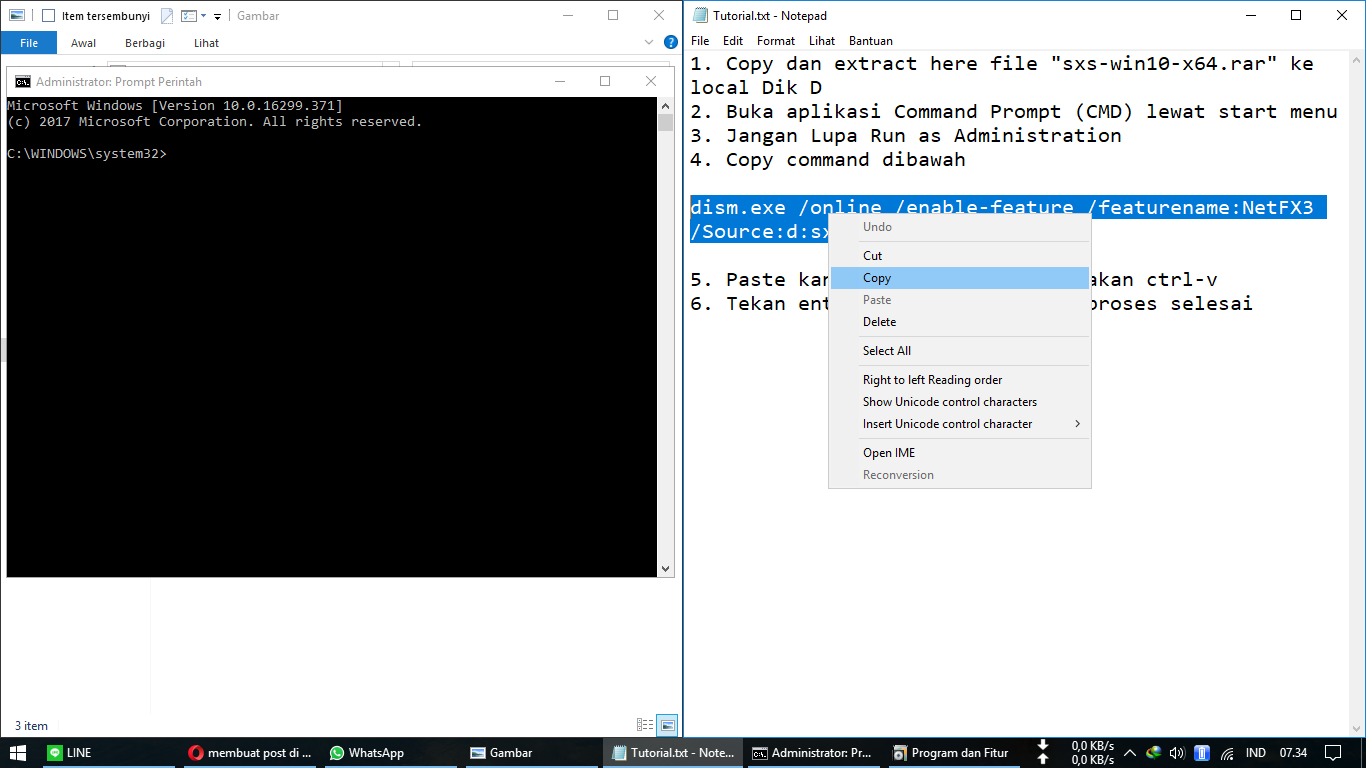 Item tersembunyi
Gambar
File
Awal
Berbagi
Lihat
Administrator: Prompt Perintah
Microsoft Windows [Version 10.0.16299.371]
(c) 2017 Microsoft Corporation. All rights reserved.
C:\WINDOWS\system32>
3 item
Tutorial.txt - Notepad
File
Edit
Format
Lihat
Bantuan
1. Copy dan extract here file "sxs-win10-x64.rar" ke
local Dik D
2. Buka aplikasi Command Prompt (CMD) lewat start menu
3. Jangan Lupa Run as Administration
4. Copy command dibawah
dism.exe /online /enable-feature /featurename:NetFX3
/Source:d:sx
5. Paste kan akan ctrl-v
6. Tekan ent proses selesai
Undo
Cut
Copy
Paste
Delete
Select All
Right to left Reading order
Show Unicode control characters
Insert Unicode control character
Open IME
Reconversion
LINE
membuat post di ...
WhatsApp
Gambar
Tutorial.txt - Note...
Administrator: Pr...
Program dan Fitur
0,0 KB/s
0,0 KB/s
IND
07.34